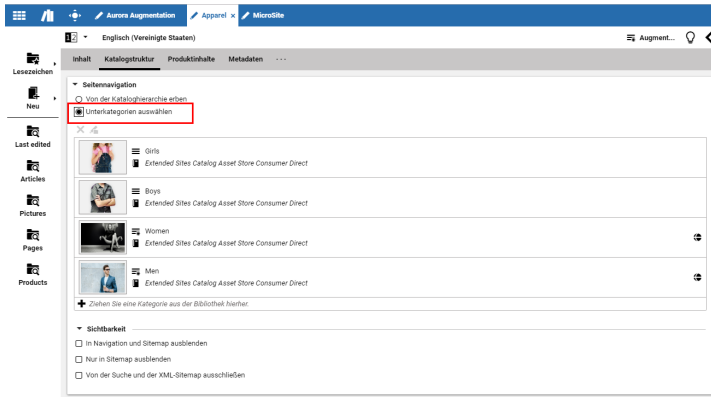 Aurora Augmentation
Apparel ×
MicroSite
12
Englisch (Vereinigte Staaten)
Augment...
Lesezeichen
Neu
Last edited
Articles
Pictures
Pages
Products
Inhalt
Katalogstruktur
Produktinhalte
Metadaten
...
Seitennavigation
Von der Kataloghierarchie erben
Unterkategorien auswählen
Girls
Extended Sites Catalog Asset Store Consumer Direct
Boys
Extended Sites Catalog Asset Store Consumer Direct
Women
Extended Sites Catalog Asset Store Consumer Direct
Men
Extended Sites Catalog Asset Store Consumer Direct
Ziehen Sie eine Kategorie aus der Bibliothek hierher.
Sichtbarkeit
In Navigation und Sitemap ausblenden
Nur in Sitemap ausblenden
Von der Suche und der XML-Sitemap ausschließen